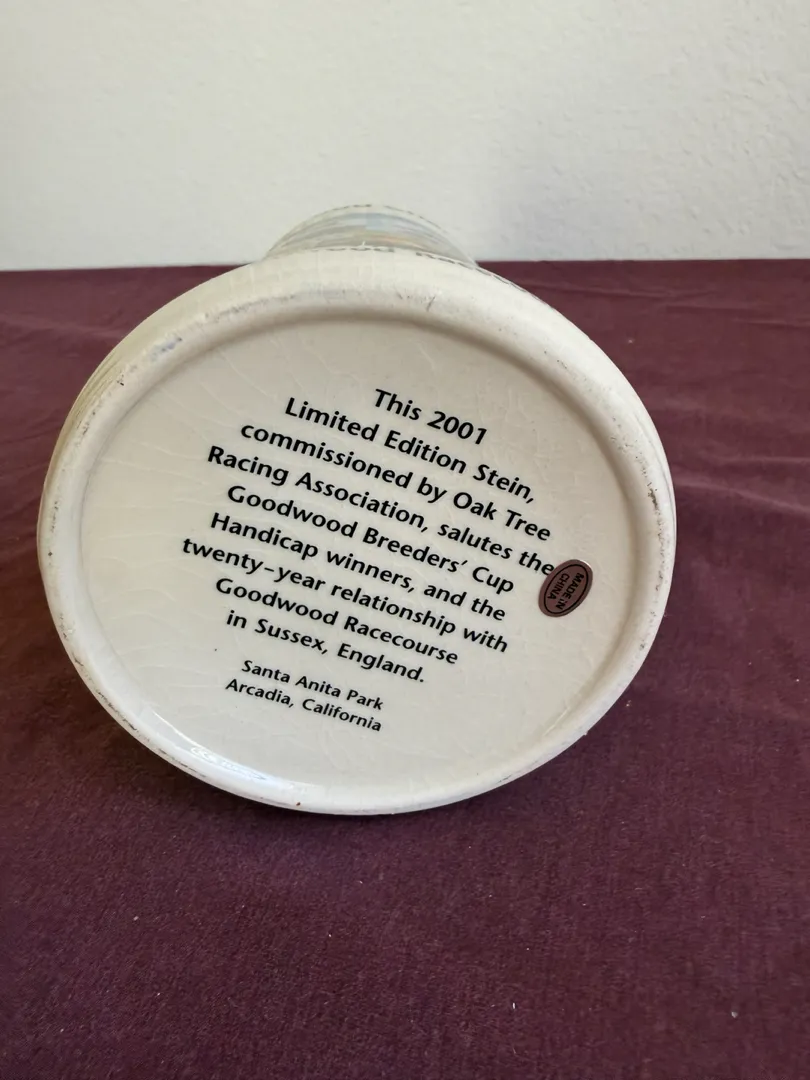 This 2001
Limited Edition Stein,
commissioned by Oak Tree
Racing Association, salutes the
Goodwood Breeders' Cup
Handicap winners, and the
twenty-year relationship with
Goodwood Racecourse
in Sussex, England.
Santa Anita Park
Arcadia, California
MADE IN
CHINA